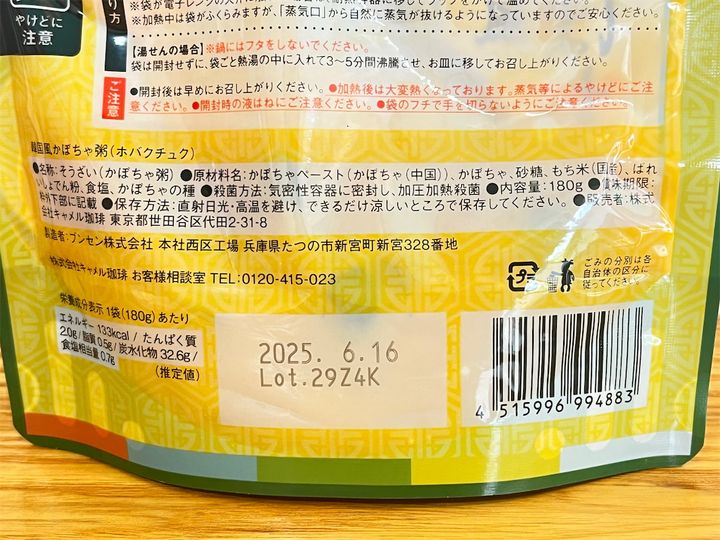 やけどに
注意
り方
※加熱中は袋がふくらみますが、「蒸気口」から自然に蒸気が抜けるようになっていますのでご安心ください。
【湯せんの場合】※鍋にはフタをしないでください。
袋は開封せずに、袋ごと熱湯の中に入れて3〜5分間沸騰させ、お皿に移してお召し上がりください。
ご注意
●開封後は早めにお召し上がりください。●加熱後は大変熱くなっております。蒸気等によるやけどにご注
意ください。●開封時の液はねにご注意ください。●袋のフチで手を切らないようにご注意ください。
韓国風かぼちゃ粥(ホバクチュク)
●名称:そうざい(かぼちゃ粥) ●原材料名:かぼちゃペースト(かぼちゃ(中国))、かぼちゃ、砂糖、もち米(国産)、ばれ
いしょでん粉、食塩、かぼちゃの種 ●殺菌方法:気密性容器に密封し、加圧加熱殺菌 ●内容量:180g ●賞味期限:
枠外下部に記載 ●保存方法:直射日光・高温を避け、できるだけ涼しいところで保存してください。●販売者:株式
会社キャメル珈琲 東京都世田谷区代田2-31-8
製造者:ブンセン株式会社 本社西区工場 兵庫県たつの市新宮町新宮328番地
株式会社キャメル珈琲 お客様相談室 TEL:0120-415-023
ごみの分別は各
自治体の区分に
従ってください。
栄養成分表示 1袋(180g)あたり
エネルギー 133kcal / たんぱく質
2.0g / 脂質 0.5g / 炭水化物 32.6g /
食塩相当量 0.7g
(推定値)
2025. 6.16
Lot.29Z4K
4 515996 994883